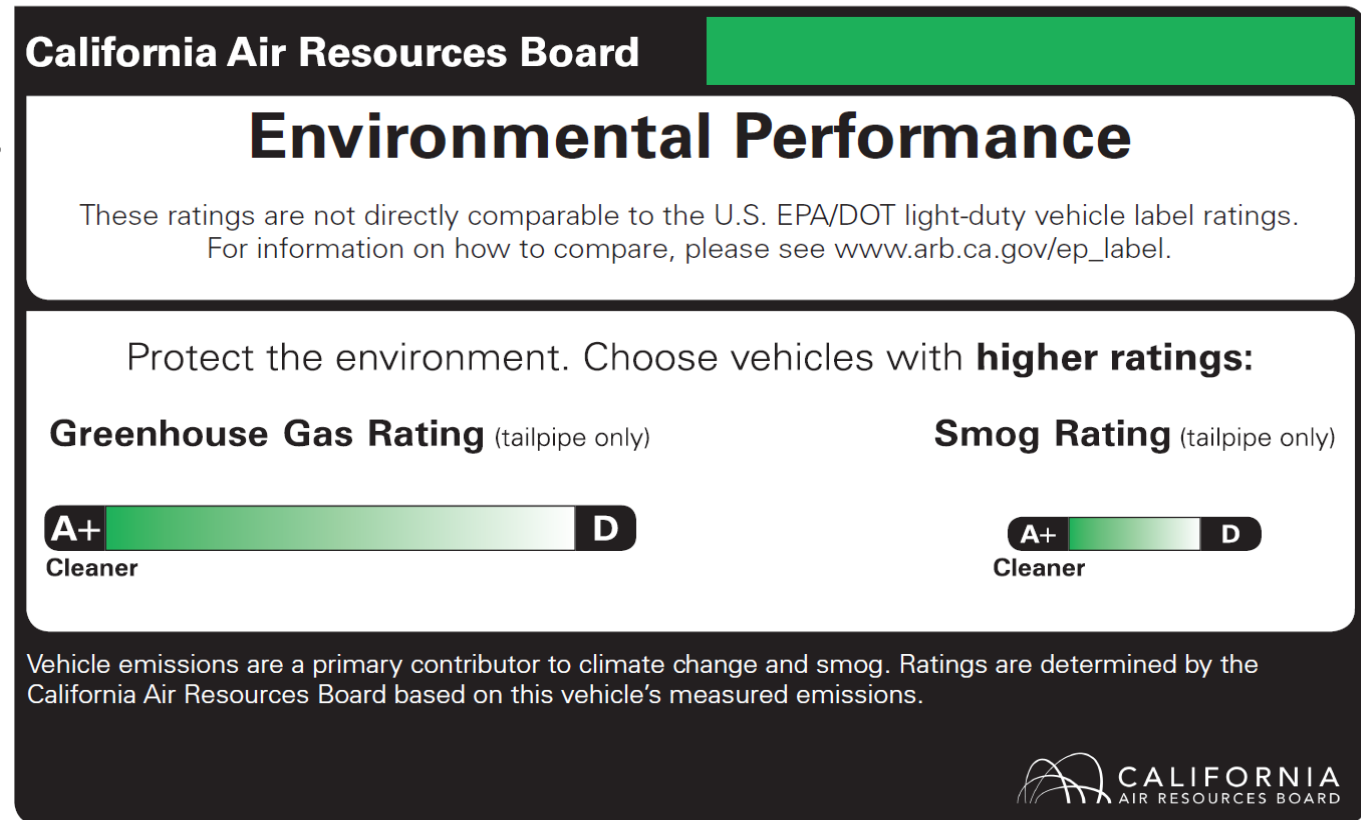 California Air Resources Board
Environmental Performance
These ratings are not directly comparable to the U.S. EPA/DOT light-duty vehicle label ratings.
For information on how to compare, please see www.arb.ca.gov/ep_label.
Protect the environment. Choose vehicles with higher ratings:
Greenhouse Gas Rating (tailpipe only)
Smog Rating (tailpipe only)
A+ D
Cleaner
A+ D
Cleaner
Vehicle emissions are a primary contributor to climate change and smog. Ratings are determined by the
California Air Resources Board based on this vehicle's measured emissions.
CALIFORNIA
AIR RESOURCES BOARD